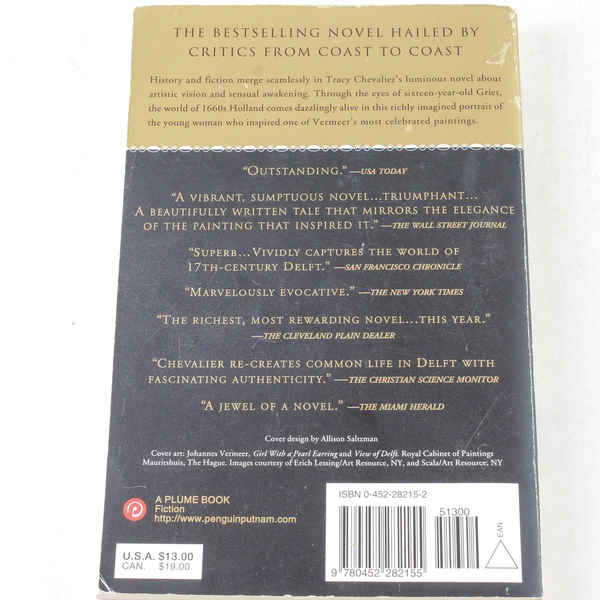 THE BESTSELLING NOVEL HAILED BY
CRITICS FROM COAST TO COAST
History and fiction merge seamlessly in Tracy Chevalier's luminous novel about
artistic vision and sensual awakening. Through the eyes of sixteen-year-old Griet,
the world of 1660s Holland comes dazzlingly alive in this richly imagined portrait of
the young woman who inspired one of Vermeer's most celebrated paintings.
"OUTSTANDING." —USA TODAY
"A VIBRANT, SUMPTUOUS NOVEL...TRIUMPHANT...
A BEAUTIFULLY WRITTEN TALE THAT MIRRORS THE ELEGANCE
OF THE PAINTING THAT INSPIRED IT." —THE WALL STREET JOURNAL
"SUPERB...VIVIDLY CAPTURES THE WORLD OF
17TH-CENTURY DELFT." —SAN FRANCISCO CHRONICLE
"MARVELOUSLY EVOCATIVE." —THE NEW YORK TIMES
"THE RICHEST, MOST REWARDING NOVEL...THIS YEAR."
—THE CLEVELAND PLAIN DEALER
"CHEVALIER RE-CREATES COMMON LIFE IN DELFT WITH
FASCINATING AUTHENTICITY." —THE CHRISTIAN SCIENCE MONITOR
"A JEWEL OF A NOVEL." —THE MIAMI HERALD
Cover design by Allison Saltzman
Cover art: Johannes Vermeer, Girl With a Pearl Earring and View of Delft. Royal Cabinet of Paintings
Mauritshuis, The Hague. Images courtesy of Erich Lessing/Art Resource, NY, and Scala/Art Resource, NY
A PLUME BOOK
Fiction
http://www.penguinputnam.com
U.S.A. $13.00
CAN. $19.00
ISBN 0-452-28215-2
51300
EAN
9 780452 282155